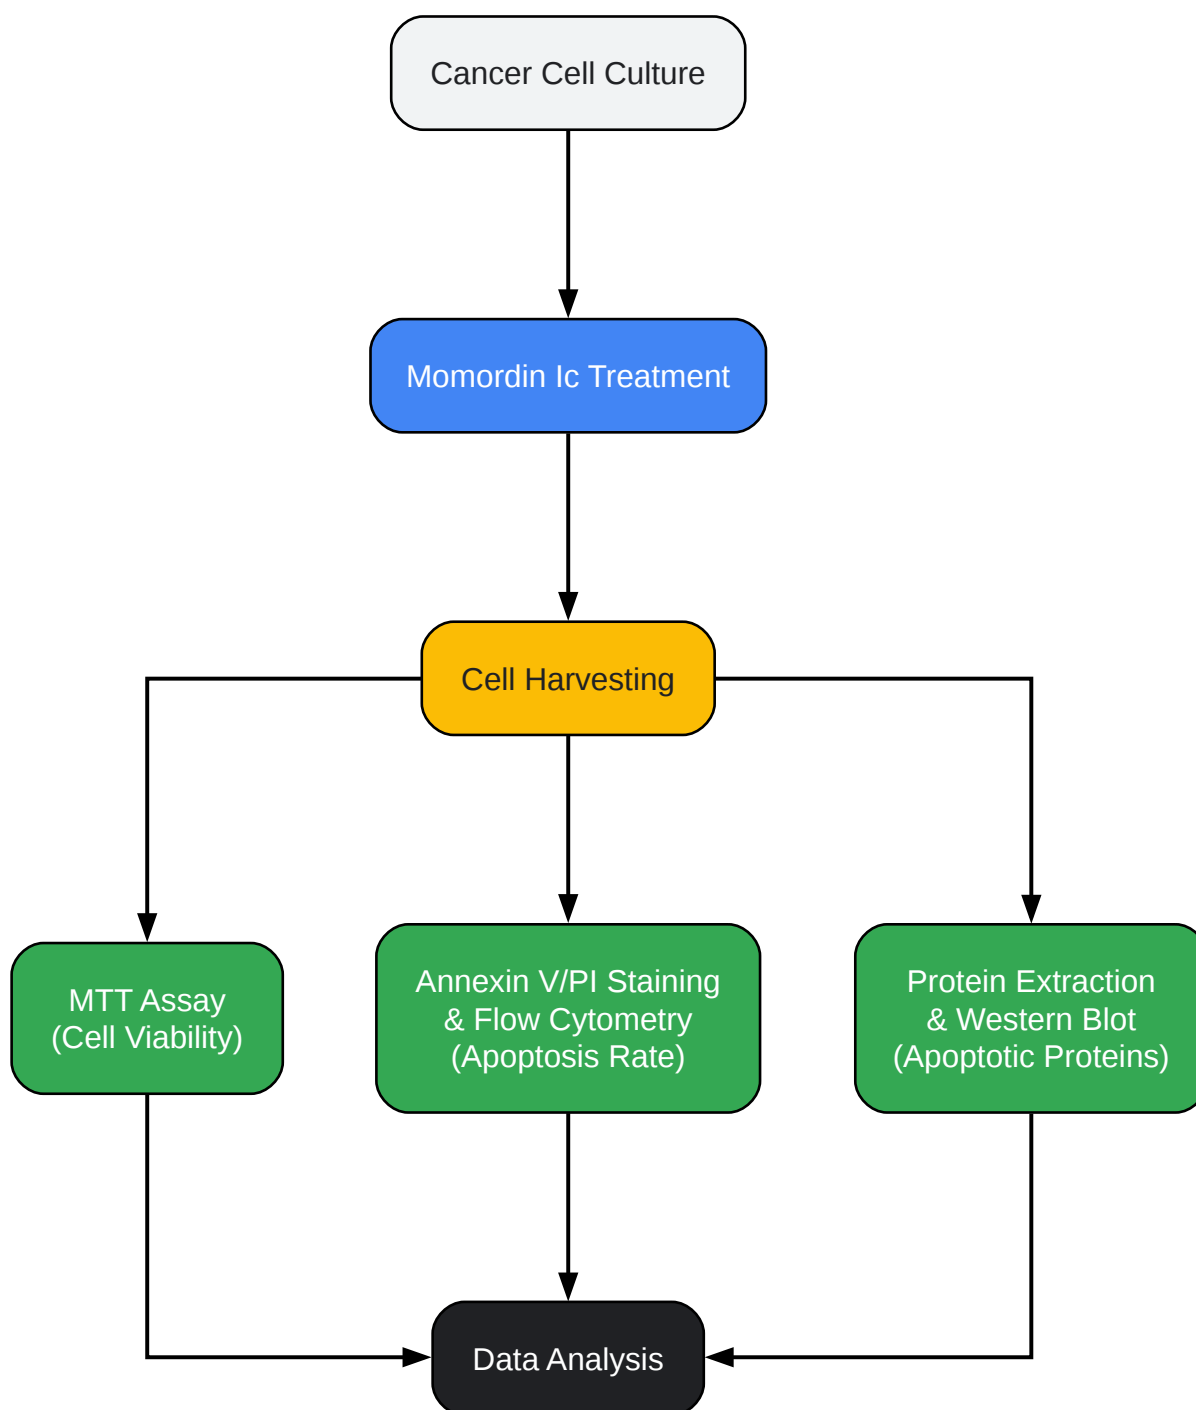 Cancer Cell Culture
Momordin Ic Treatment
Cell Harvesting
MTT Assay
(Cell Viability)
Annexin V/PI Staining
& Flow Cytometry
(Apoptosis Rate)
Protein Extraction
& Western Blot
(Apoptotic Proteins)
Data Analysis